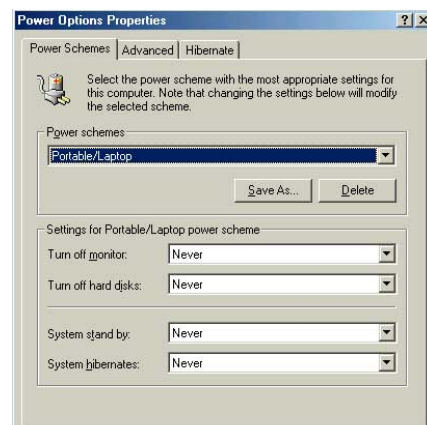 Power Options Properties
Power Schemes Advanced Hibernate
Select the power scheme with the most appropriate settings for
this computer. Note that changing the settings below will modify
the selected scheme.
Power schemes
Portable/Laptop
Save As... Delete
Settings for Portable/Laptop power scheme
Turn off monitor: Never
Turn off hard disks: Never
System stand by: Never
System hibernates: Never